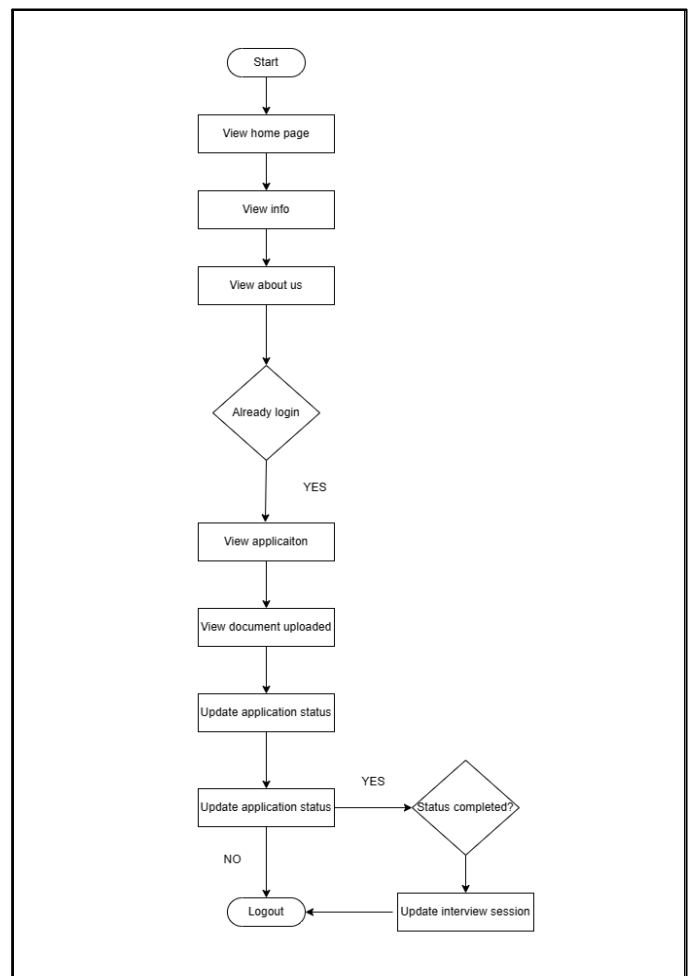 Start
View home page
View info
View about us
Already login
YES
View applicaiton
View document uploaded
Update application status
YES
Update application status
Status completed?
NO
Logout
Update interview session